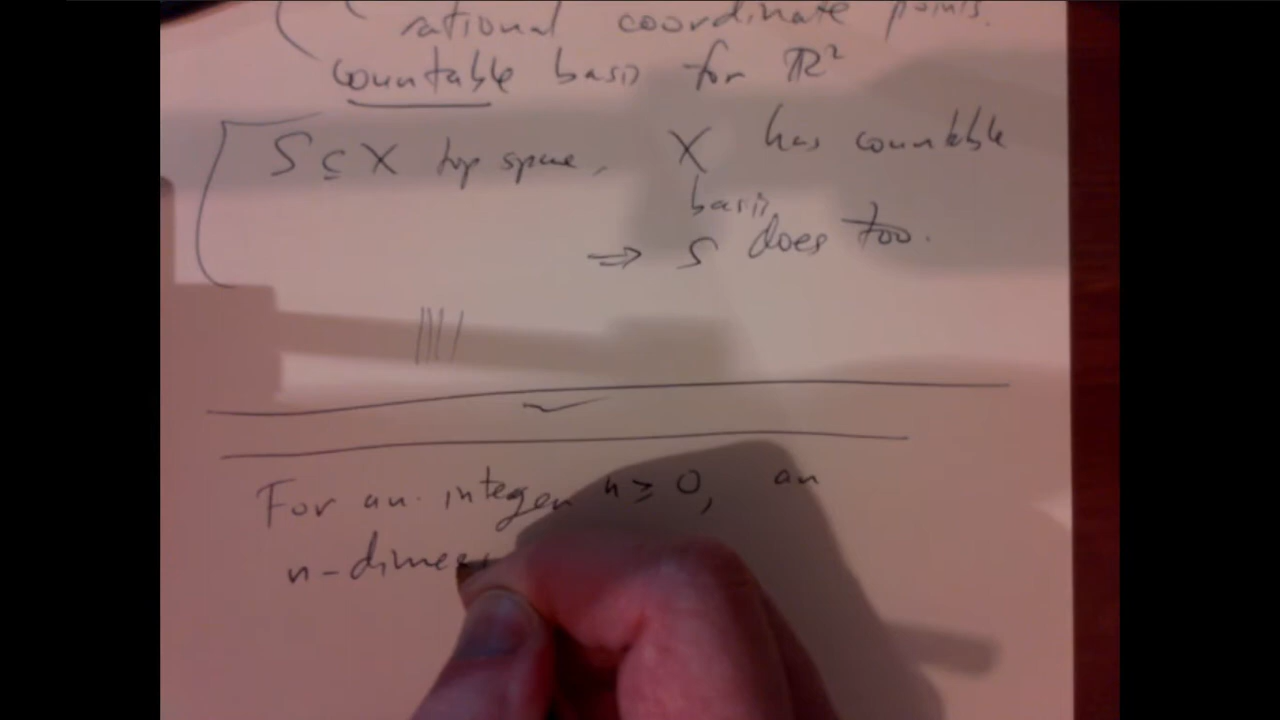 rational coordinate points.
countable basis for ℝ²
S ⊆ X top space, X has countable
basis
⇒ S does too.
For an integer n ≥ 0, an
n-dimens